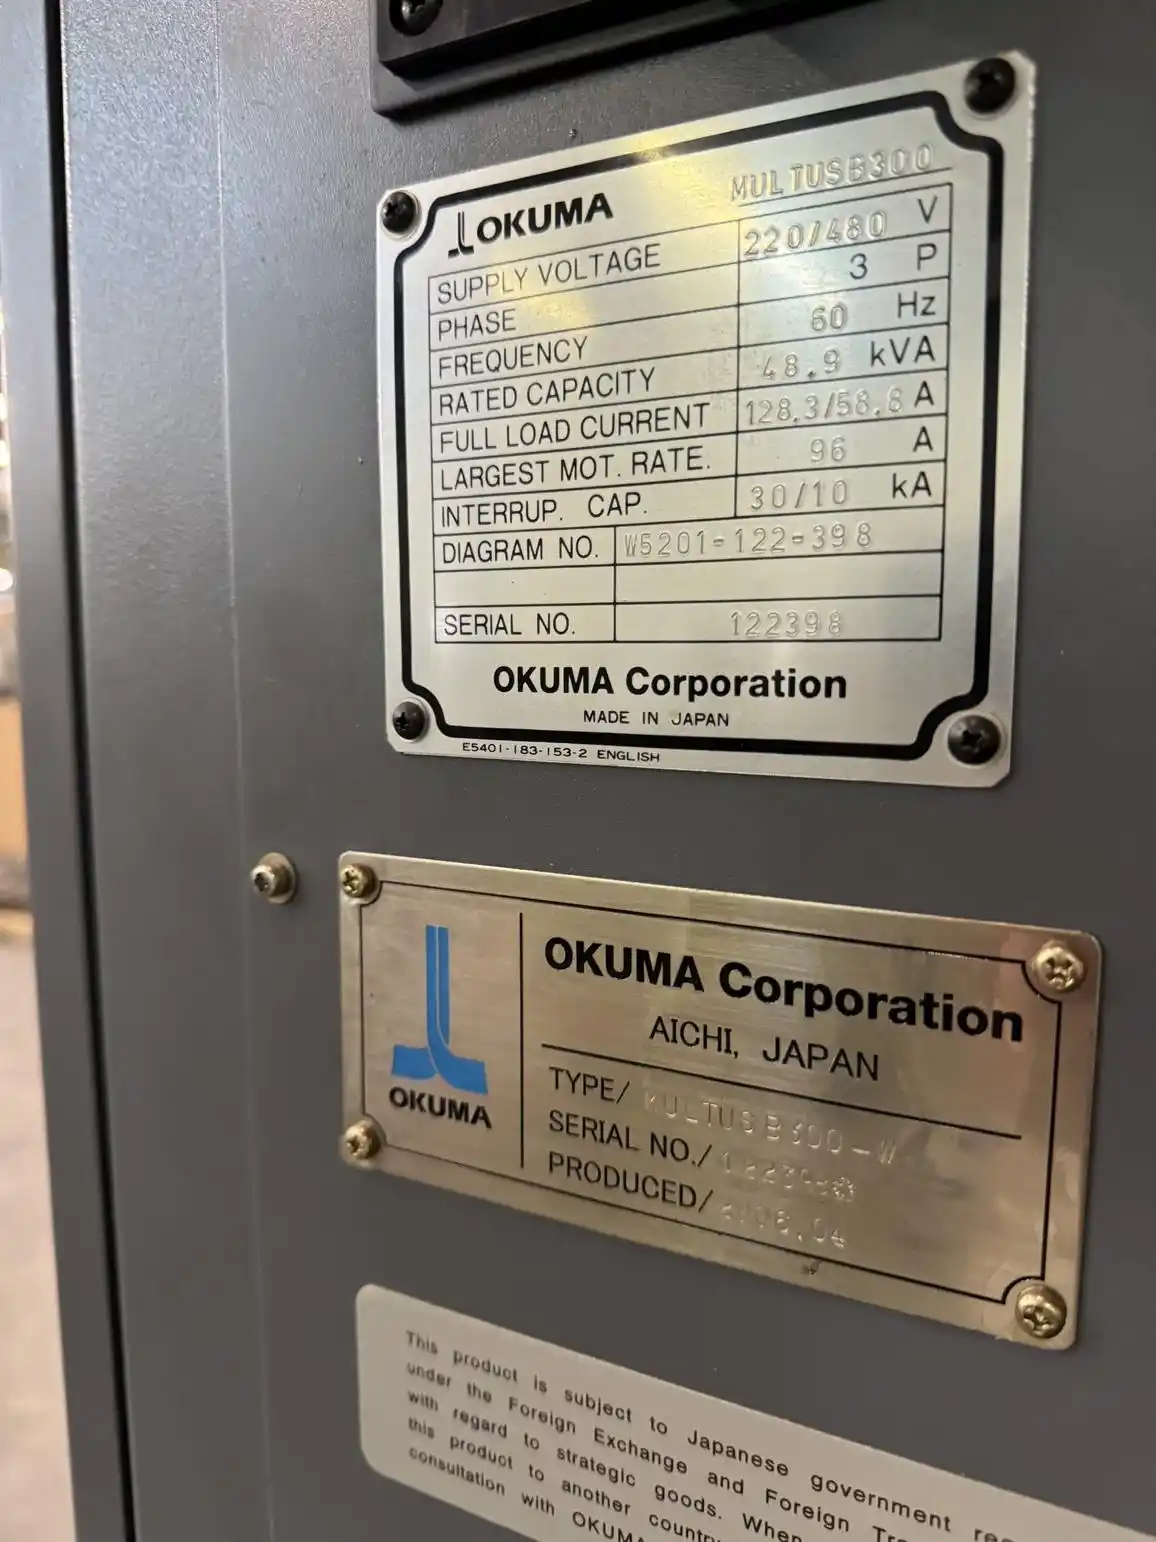 OKUMA MULTUSB300
SUPPLY VOLTAGE 220/480 V
PHASE 3 P
FREQUENCY 60 Hz
RATED CAPACITY 48.9 kVA
FULL LOAD CURRENT 128.3/58.8 A
LARGEST MOT. RATE. 96 A
INTERRUP. CAP. 30/10 kA
DIAGRAM NO. W5201-122-398
SERIAL NO. 122398
OKUMA Corporation
MADE IN JAPAN
E5401-183-153-2 ENGLISH
OKUMA
OKUMA Corporation
AICHI, JAPAN
TYPE/ MULTUSB300-W
SERIAL NO./
PRODUCED/
This product is subject to Japanese government
under the Foreign Exchange and Foreign
with regard to strategic goods. When
this product to another
consultation with